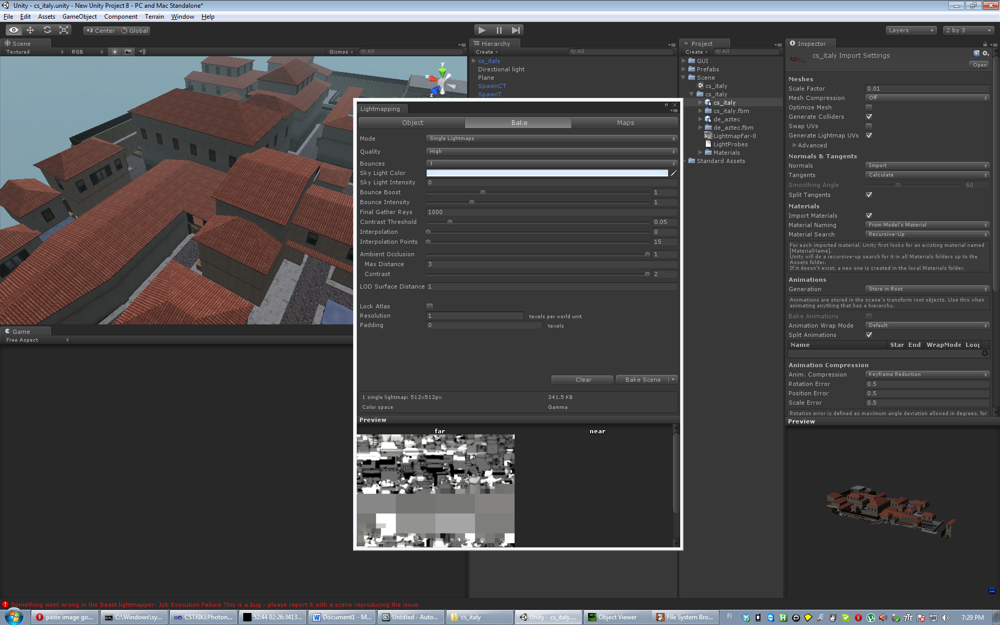 Unity - cs_italy.unity - New Unity Project 8 - PC and Mac Standalone*
File Edit Assets GameObject Component Terrain Window Help
Center Global
Layers
2 by 3
Scene
Textured RGB Gizmos All
y
x
z
Hierarchy
Create All
cs_italy
Directional light
Plane
SpawnCT
SpawnT
Project
Create All
GUI
Prefabs
Scene
cs_italy
cs_italy
cs_italy
cs_italy.fbm
de_aztec
de_aztec.fbm
LightmapFar-0
LightProbes
Materials
Standard Assets
Lightmapping
Object Bake Maps
Mode Single Lightmaps
Quality High
Bounces 1
Sky Light Color
Sky Light Intensity 0
Bounce Boost 1
Bounce Intensity 1
Final Gather Rays 1000
Contrast Threshold 0.05
Interpolation 0
Interpolation Points 15
Ambient Occlusion 1
Max Distance 3
Contrast 2
LOD Surface Distance 1
Lock Atlas
Resolution 1 texels per world unit
Padding 0 texels
Clear Bake Scene
1 single lightmap: 512x512px 341.5 KB
Color space Gamma
Preview
far near
Game
Free Aspect
Inspector
cs_italy Import Settings
Open
Meshes
Scale Factor 0.01
Mesh Compression Off
Optimize Mesh
Generate Colliders
Swap UVs
Generate Lightmap UVs
Advanced
Normals & Tangents
Normals Import
Tangents Calculate
Smoothing Angle 60
Split Tangents
Materials
Import Materials
Material Naming From Model's Material
Material Search Recursive-Up
For each imported material, Unity first looks for an existing material named
[MaterialName].
Unity will do a recursive-up search for it in all Materials folders up to the
Assets folder.
If it doesn't exist, a new one is created in the local Materials folder.
Animations
Generation Store in Root
Animations are stored in the scene's transform root objects. Use this when
animating anything that has a hierarchy.
Bake Animations
Animation Wrap Mode Default
Split Animations
Name Star End WrapMode Loop
Animation Compression
Anim. Compression Keyframe Reduction
Rotation Error 0.5
Position Error 0.5
Scale Error 0.5
Rotation error is defined as maximum angle deviation allowed in degrees, for
Preview
Something went wrong in the Beast lightmapper: Job Execution Failure This is a bug - please report it with a scene reproducing the issue.
paste image go... C:\Windows\sy... CSTRIKEPhoton... 52:44 02:26:3413... Document1 - M... Untitled - Auto... cs_italy Unity - cs_italy.... Object Viewer File System Bro... FI 7:29 PM